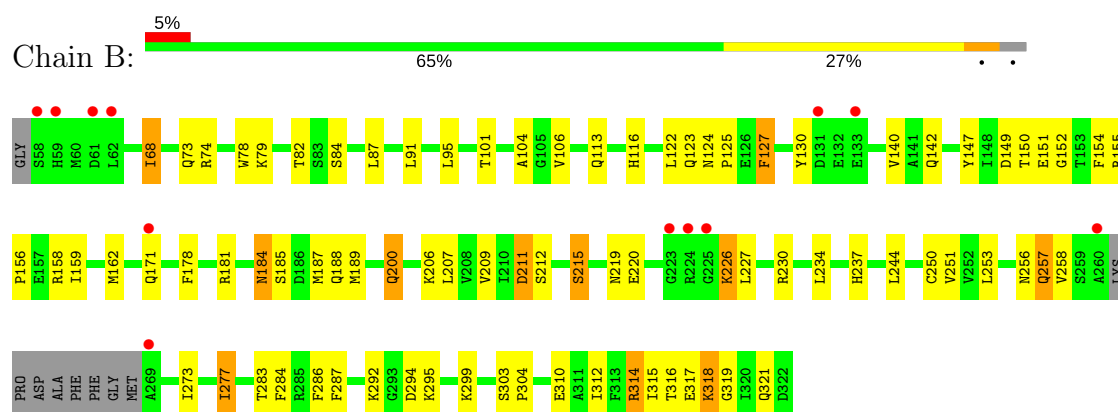 5%
Chain B:
65% 27% • •
GLY S58 H59 M60 D61 L62 I68 Q73 R74 W78 K79 T82 S83 S84 L87 L91 L95 T101 A104 G105 V106 Q113 H116 L122 Q123 N124 P125 E126 F127 Y130 D131 E132 E133 V140 A141 Q142 Y147 I148 D149 T150 E151 G152 T153 F154 R155
P156 E157 R158 I159 M162 Q171 F178 R181 N184 S185 D186 M187 Q188 M189 Q200 K206 L207 V208 V209 I210 D211 S212 S215 N219 E220 G223 R224 G225 K226 L227 R230 L234 H237 L244 C250 V251 V252 L253 N256 Q257 V258 S259 A260 LYS
PRO ASP ALA PHE PHE GLY MET A269 I273 I277 T283 F284 R285 F286 F287 K292 G293 D294 K295 K299 S303 P304 E310 A311 I312 F313 R314 I315 T316 E317 K318 G319 I320 Q321 D322